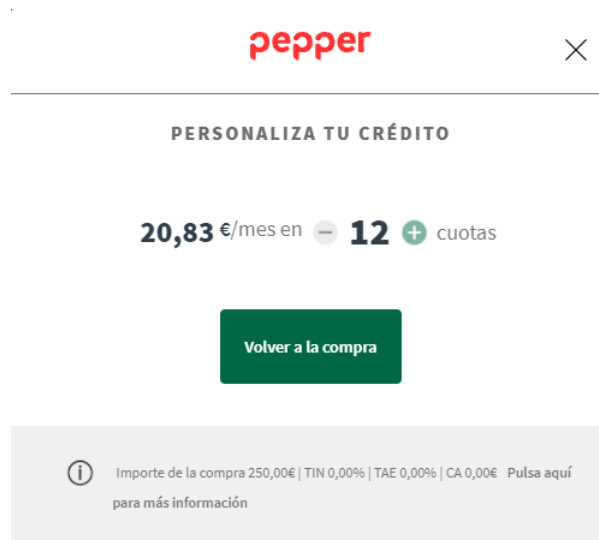 pepper
PERSONALIZA TU CRÉDITO
20,83 €/mes en − 12 + cuotas
Volver a la compra
Importe de la compra 250,00€ | TIN 0,00% | TAE 0,00% | CA 0,00€ Pulsa aquí
para más información